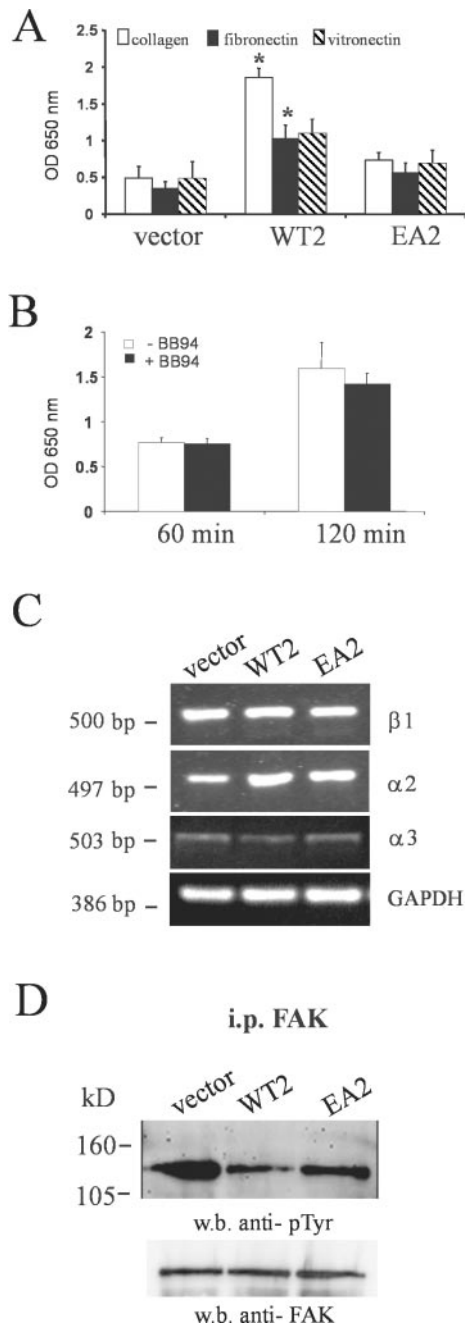 A
collagen fibronectin vitronectin
OD 650 nm
2
1.5
1
0.5
0
* *
vector WT2 EA2
B
- BB94
+ BB94
OD 650 nm
2
1.5
1
0.5
0
60 min 120 min
C
vector WT2 EA2
500 bp – β1
497 bp – α2
503 bp – α3
386 bp – GAPDH
D
i.p. FAK
vector WT2 EA2
kD
160–
105–
w.b. anti- pTyr
w.b. anti- FAK